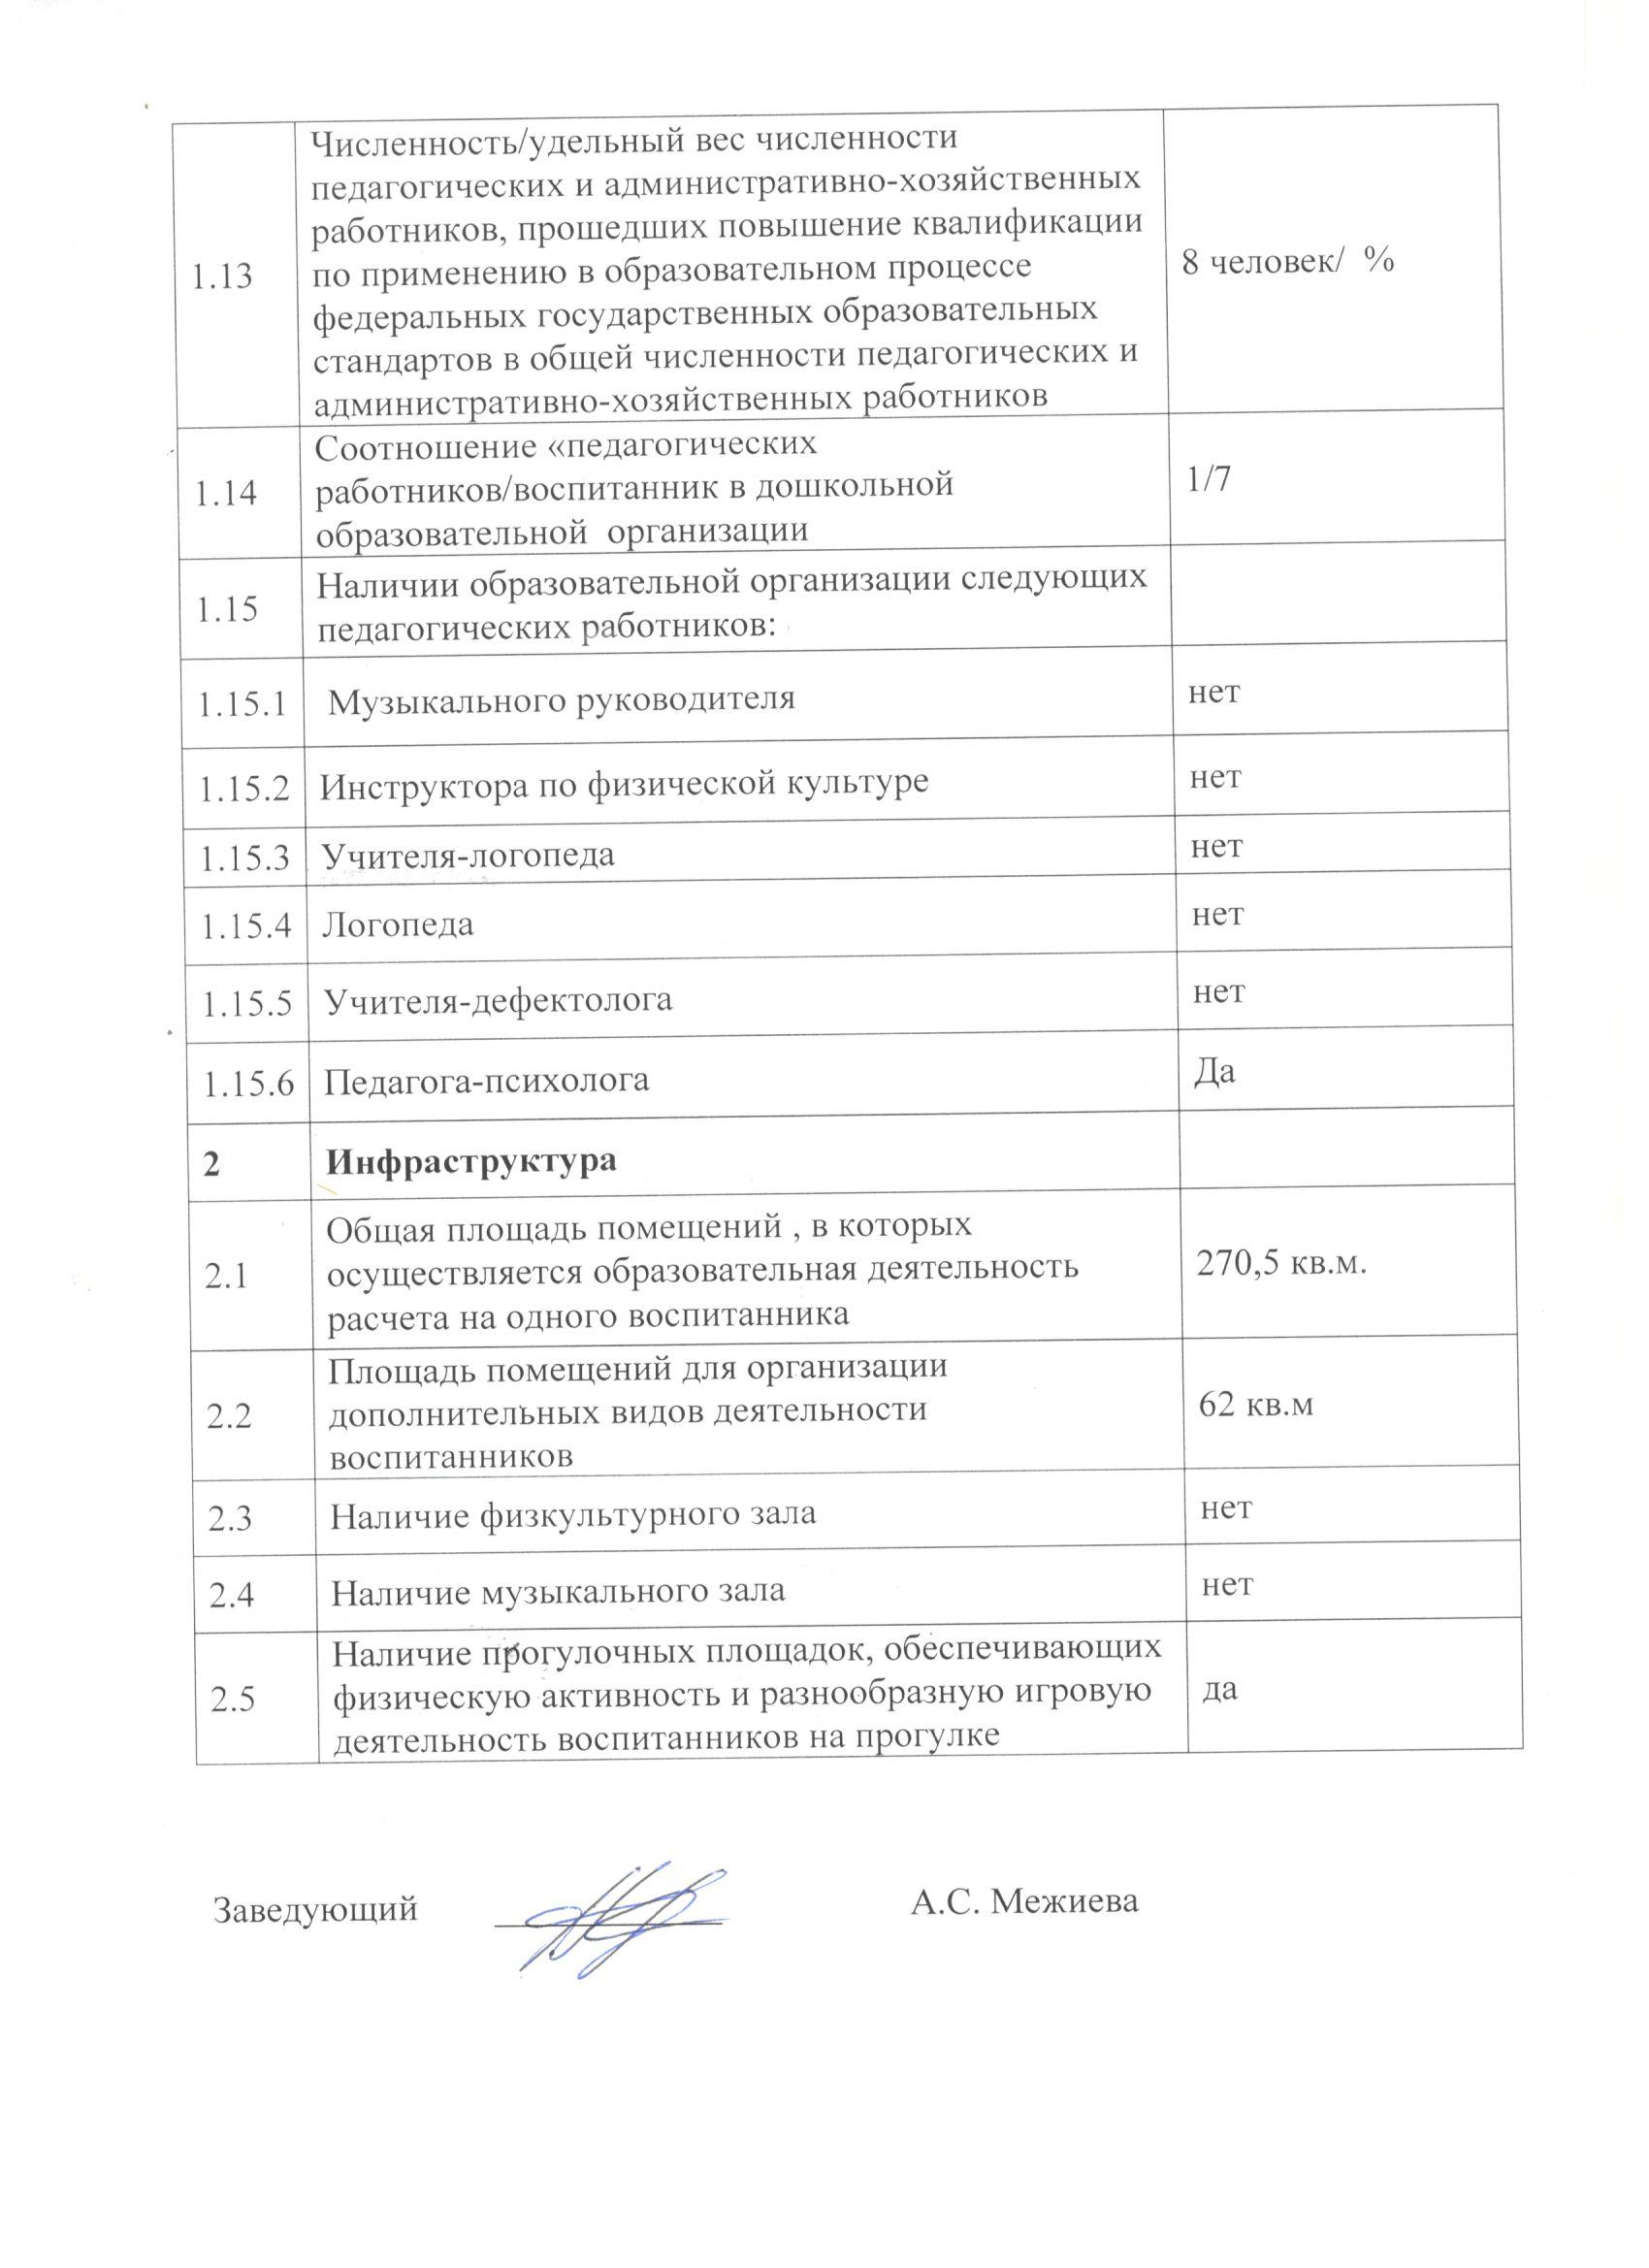 Численность/удельный вес численности
педагогических и административно-хозяйственных
работников, прошедших повышение квалификации
1.13 по применению в образовательном процессе 8 человек/ %
федеральных государственных образовательных
стандартов в общей численности педагогических и
административно-хозяйственных работников
Соотношение «педагогических
1.14 работников/воспитанник в дошкольной 1/7
образовательной организации
1.15 Наличии образовательной организации следующих
педагогических работников:
1.15.1 Музыкального руководителя нет
1.15.2 Инструктора по физической культуре нет
1.15.3 Учителя-логопеда нет
1.15.4 Логопеда нет
1.15.5 Учителя-дефектолога нет
1.15.6 Педагога-психолога Да
2 Инфраструктура
Общая площадь помещений , в которых
2.1 осуществляется образовательная деятельность 270,5 кв.м.
расчета на одного воспитанника
Площадь помещений для организации
2.2 дополнительных видов деятельности 62 кв.м
воспитанников
2.3 Наличие физкультурного зала нет
2.4 Наличие музыкального зала нет
Наличие прогулочных площадок, обеспечивающих
2.5 физическую активность и разнообразную игровую да
деятельность воспитанников на прогулке
Заведующий А.С. Межиева